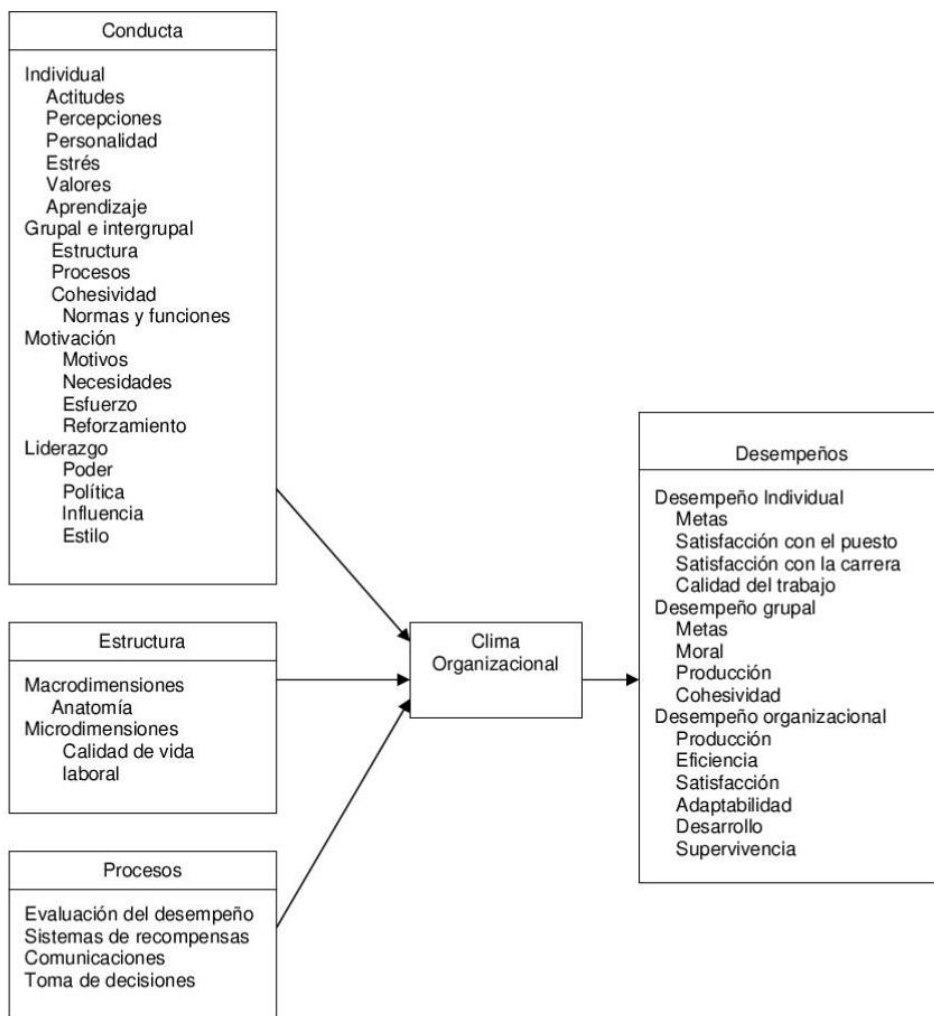 Conducta
Individual
Actitudes
Percepciones
Personalidad
Estrés
Valores
Aprendizaje
Grupal e intergrupal
Estructura
Procesos
Cohesividad
Normas y funciones
Motivación
Motivos
Necesidades
Esfuerzo
Reforzamiento
Liderazgo
Poder
Política
Influencia
Estilo
Estructura
Macrodimensiones
Anatomía
Microdimensiones
Calidad de vida
laboral
Procesos
Evaluación del desempeño
Sistemas de recompensas
Comunicaciones
Toma de decisiones
Clima
Organizacional
Desempeños
Desempeño Individual
Metas
Satisfacción con el puesto
Satisfacción con la carrera
Calidad del trabajo
Desempeño grupal
Metas
Moral
Producción
Cohesividad
Desempeño organizacional
Producción
Eficiencia
Satisfacción
Adaptabilidad
Desarrollo
Supervivencia